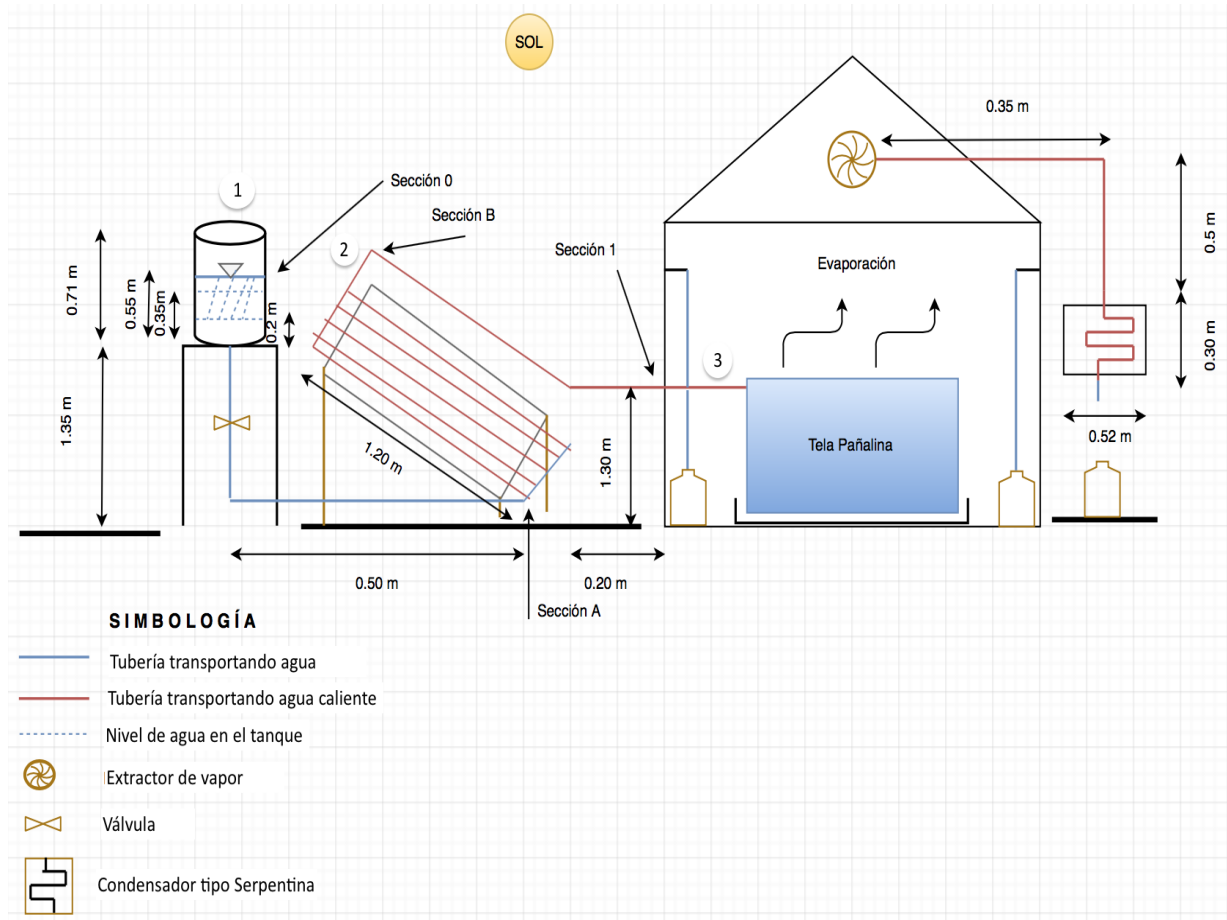 SOL
0.35 m
1
Sección 0
Sección B
2
Sección 1
Evaporación
0.5 m
0.71 m
0.55 m
0.35m
0.2 m
0.30 m
3
1.35 m
1.20 m
1.30 m
Tela Pañalina
0.52 m
0.50 m
0.20 m
Sección A
SIMBOLOGÍA
Tubería transportando agua
Tubería transportando agua caliente
Nivel de agua en el tanque
Extractor de vapor
Válvula
Condensador tipo Serpentina